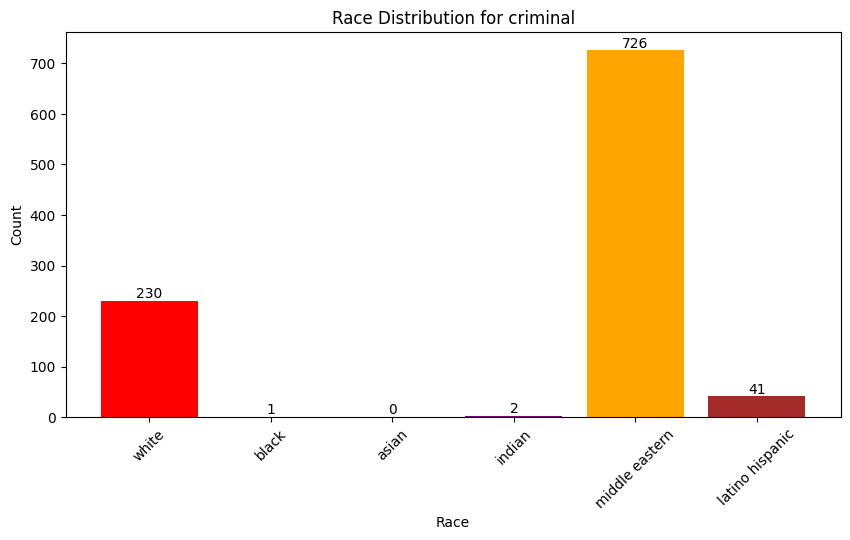 Race Distribution for criminal
726
700
600
500
400
300
200
100
0
Count
230
1
0
2
41
white
black
asian
indian
middle eastern
latino hispanic
Race